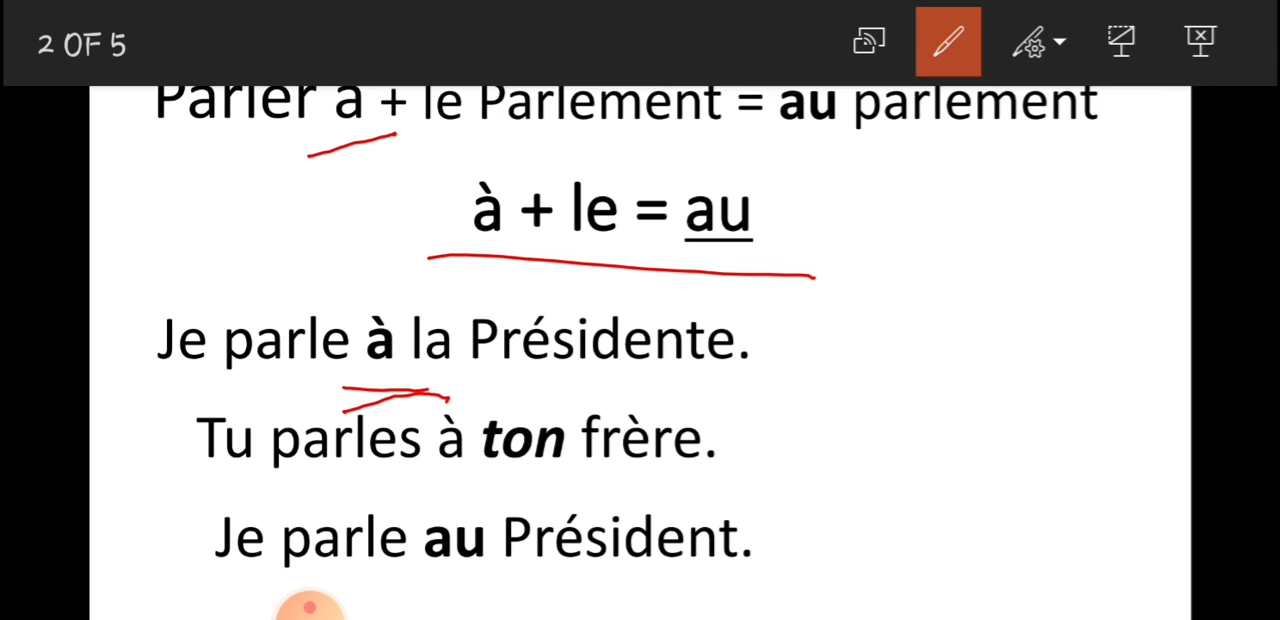 2 OF 5
Parler à + le Parlement = au parlement
à + le = au
Je parle à la Présidente.
Tu parles à ton frère.
Je parle au Président.